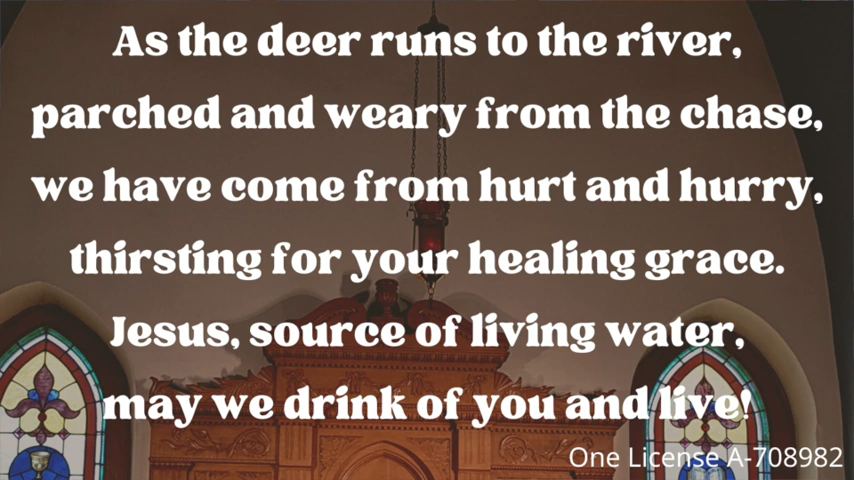 As the deer runs to the river,
parched and weary from the chase,
we have come from hurt and hurry,
thirsting for your healing grace.
Jesus, source of living water,
may we drink of you and live!
One License A-708982